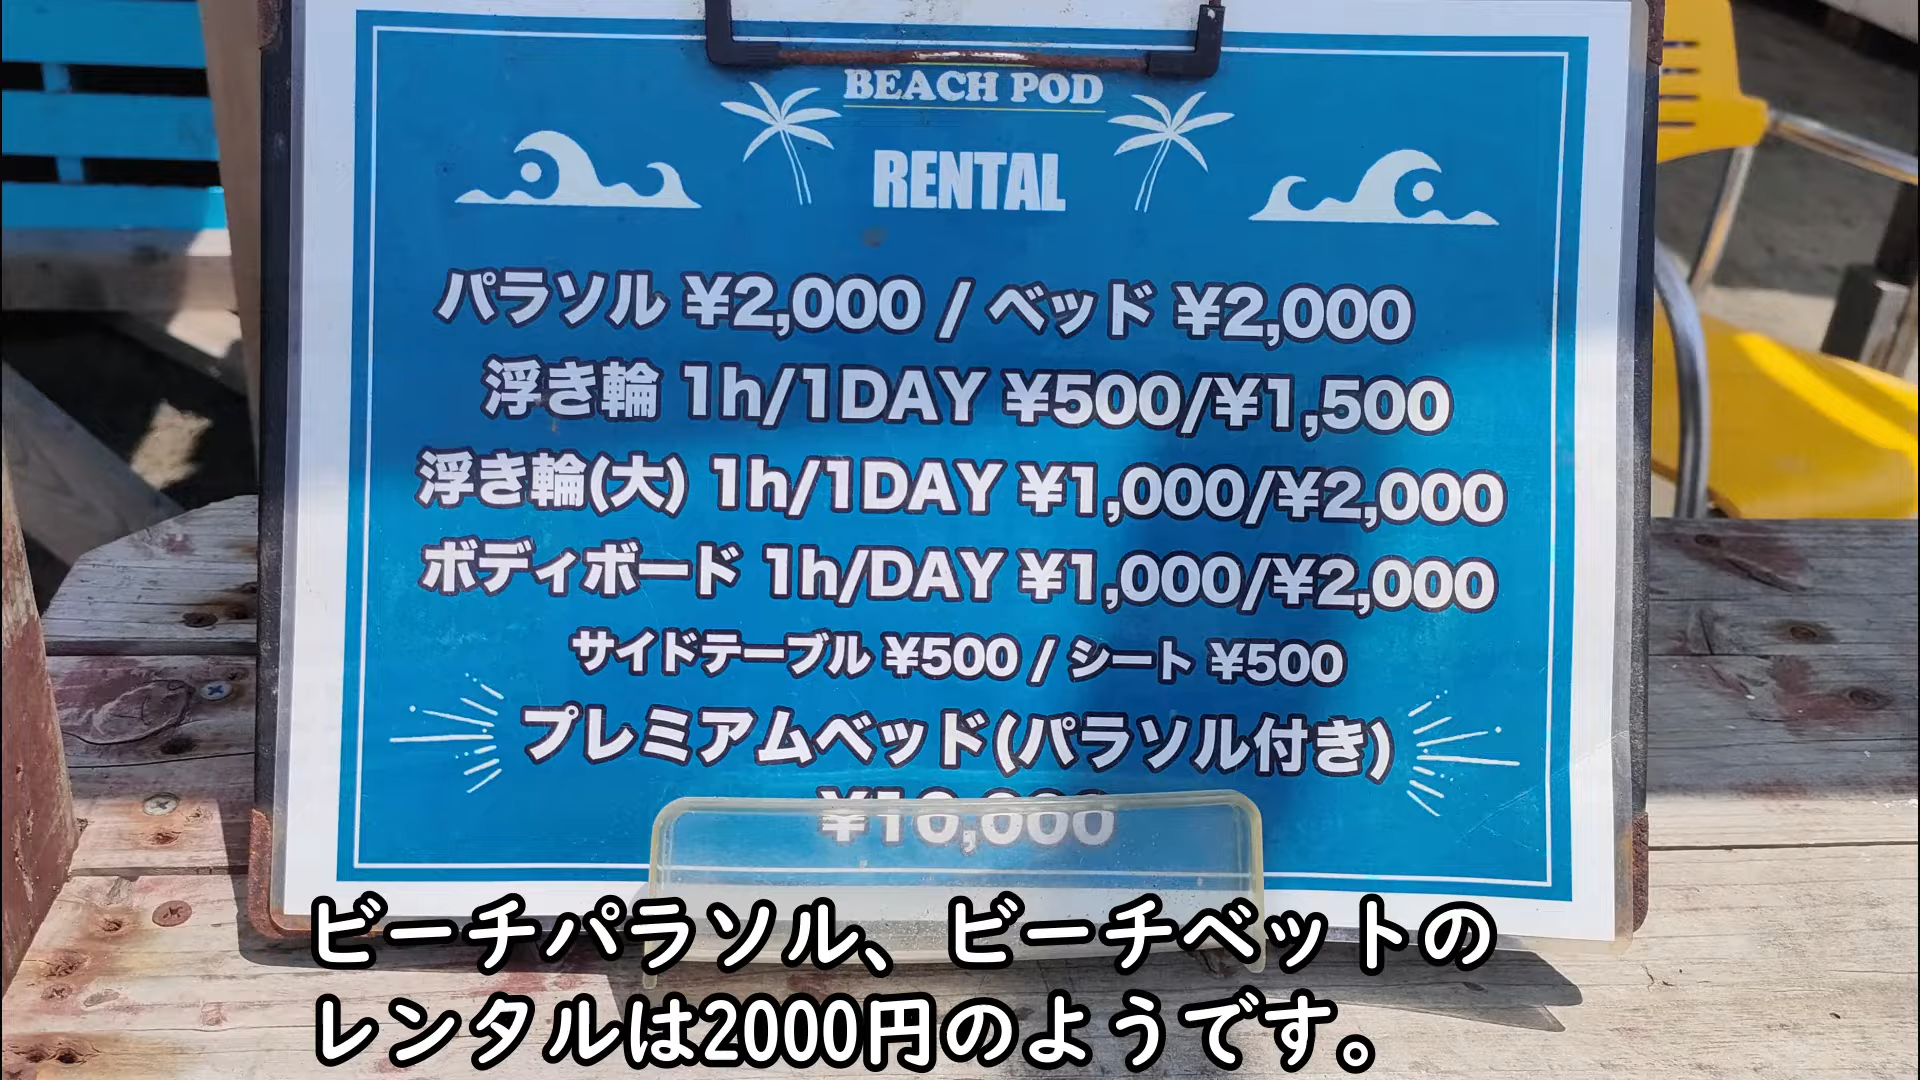 BEACH POD
RENTAL
パラソル ¥2,000 / ベッド ¥2,000
浮き輪 1h/1DAY ¥500/¥1,500
浮き輪(大) 1h/1DAY ¥1,000/¥2,000
ボディボード 1h/DAY ¥1,000/¥2,000
サイドテーブル ¥500 / シート ¥500
プレミアムベッド(パラソル付き)
¥10,000
ビーチパラソル、ビーチベットの
レンタルは2000円のようです。